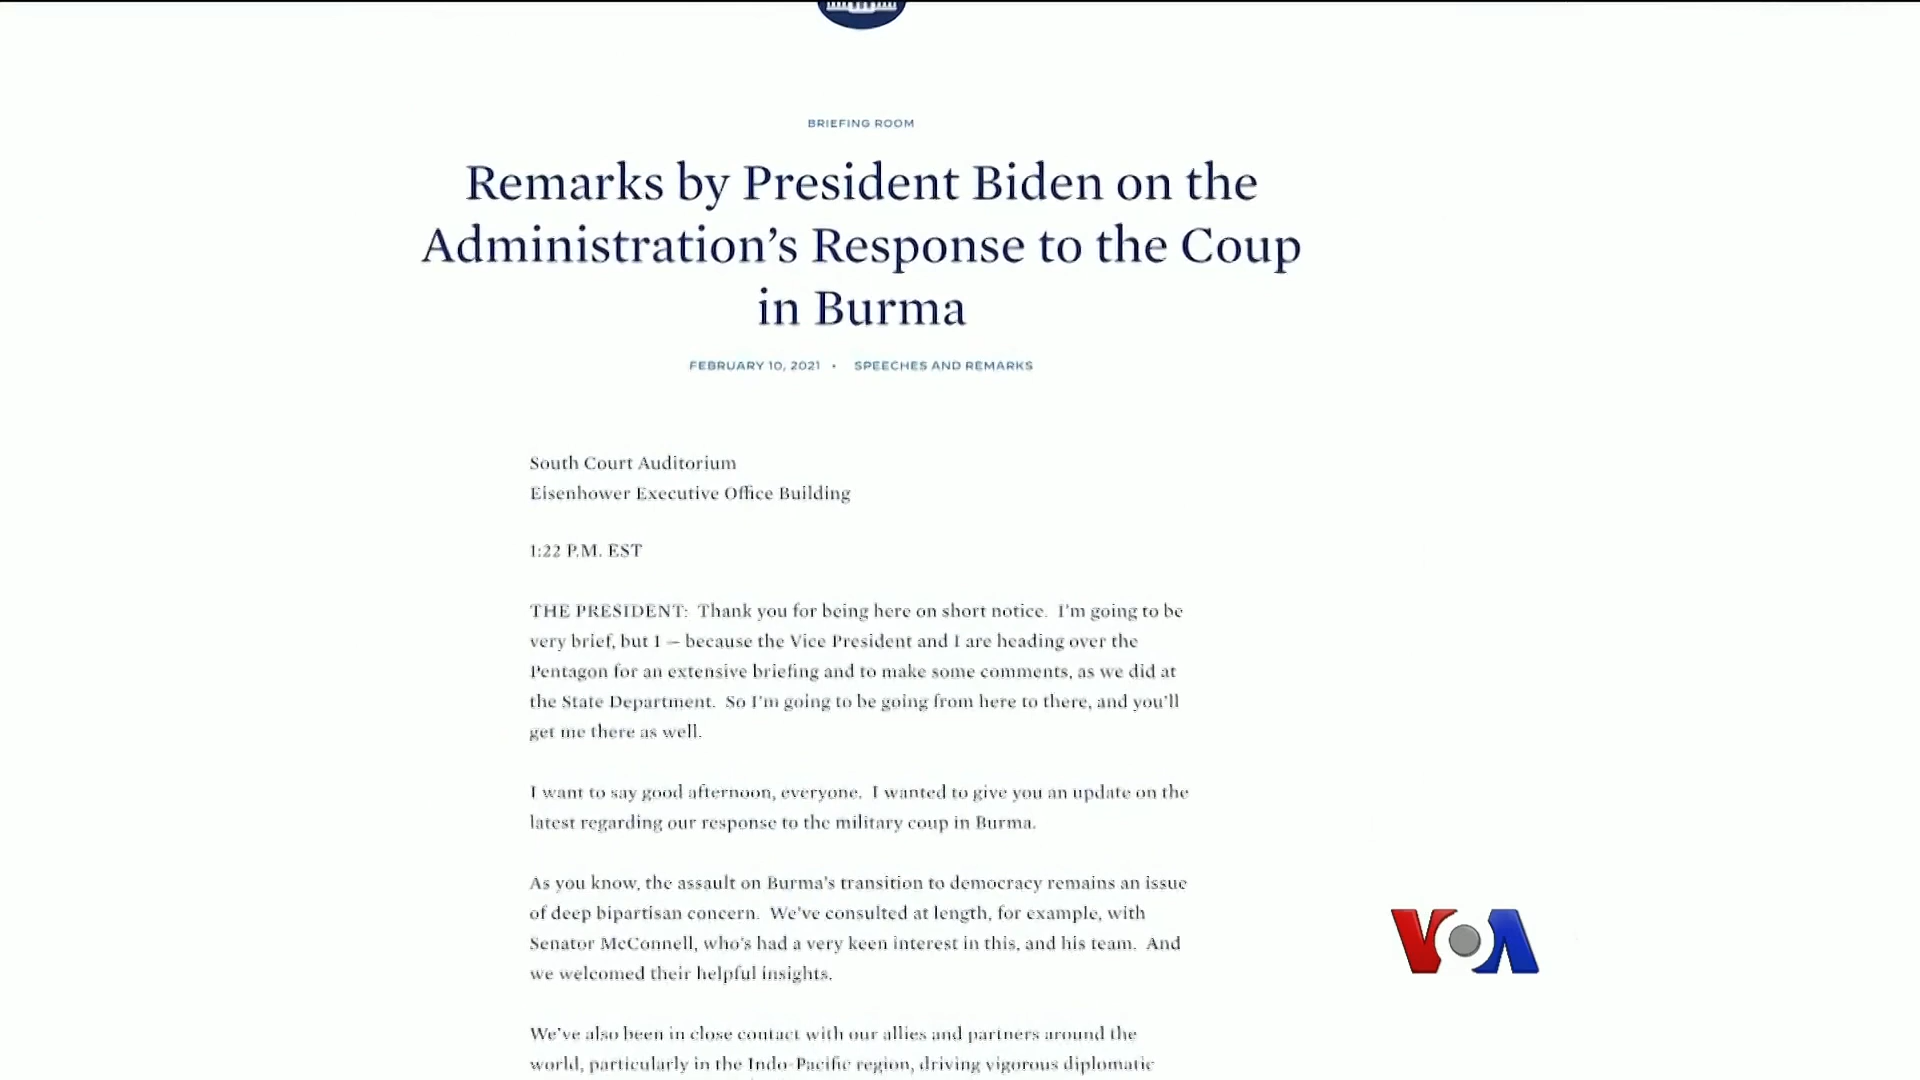 BRIEFING ROOM
Remarks by President Biden on the
Administration’s Response to the Coup
in Burma
FEBRUARY 10, 2021 • SPEECHES AND REMARKS
South Court Auditorium
Eisenhower Executive Office Building
1:22 P.M. EST
THE PRESIDENT:  Thank you for being here on short notice.  I’m going to be
very brief, but I — because the Vice President and I are heading over the
Pentagon for an extensive briefing and to make some comments, as we did at
the State Department.  So I’m going to be going from here to there, and you’ll
get me there as well.
I want to say good afternoon, everyone.  I wanted to give you an update on the
latest regarding our response to the military coup in Burma.
As you know, the assault on Burma’s transition to democracy remains an issue
of deep bipartisan concern.  We’ve consulted at length, for example, with
Senator McConnell, who’s had a very keen interest in this, and his team.  And
we welcomed their helpful insights.
VOA
We’ve also been in close contact with our allies and partners around the
world, particularly in the Indo-Pacific region, driving vigorous diplomatic